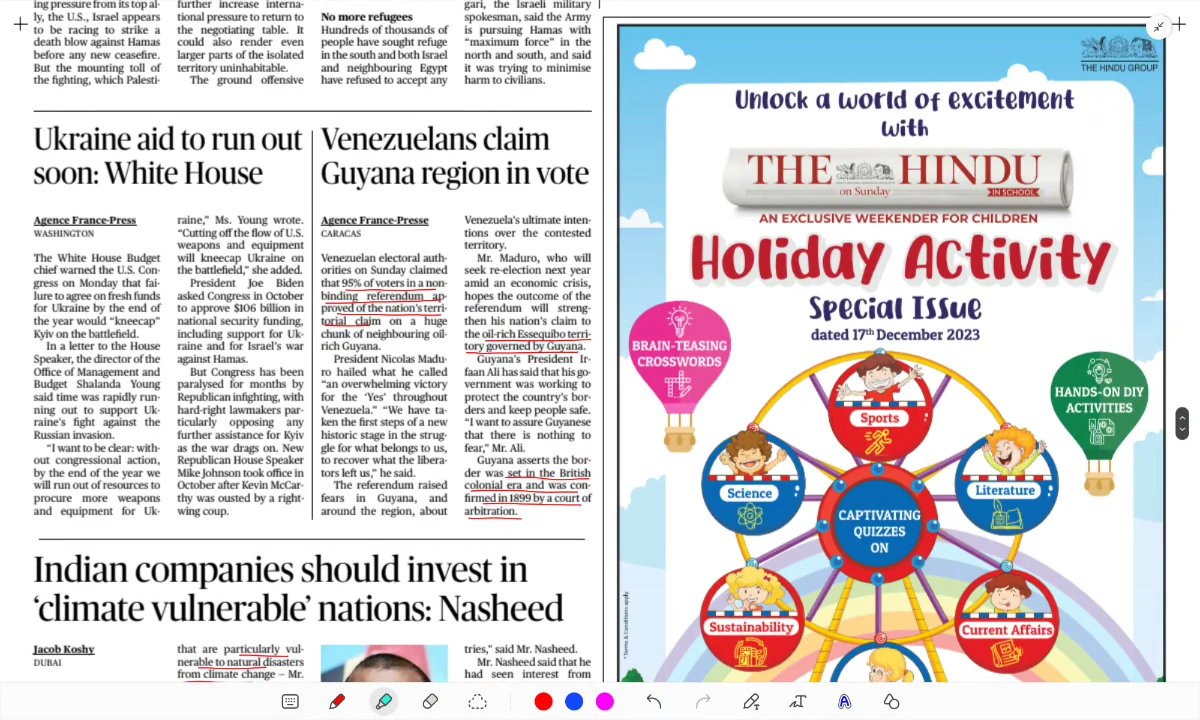 ing pressure from its top al-
ly, the U.S., Israel appears
to be racing to strike a
death blow against Hamas
before any new ceasefire.
But the mounting toll of
the fighting, which Palesti-
further increase interna-
tional pressure to return to
the negotiating table. It
could also render even
larger parts of the isolated
territory uninhabitable.
The ground offensive
No more refugees
Hundreds of thousands of
people have sought refuge
in the south and both Israel
and neighbouring Egypt
have refused to accept any
gari, the Israeli military
spokesman, said the Army
is pursuing Hamas with
“maximum force” in the
north and south, and said
it was trying to minimise
harm to civilians.
Ukraine aid to run out
soon: White House
Agence France-Press
WASHINGTON
The White House Budget
chief warned the U.S. Con-
gress on Monday that fai-
lure to agree on fresh funds
for Ukraine by the end of
the year would “kneecap”
Kyiv on the battlefield.
In a letter to the House
Speaker, the director of the
Office of Management and
Budget Shalanda Young
said time was rapidly run-
ning out to support Uk-
raine's fight against the
Russian invasion.
“I want to be clear: with-
out congressional action,
by the end of the year we
will run out of resources to
procure more weapons
and equipment for Uk-
raine,” Ms. Young wrote.
“Cutting off the flow of U.S.
weapons and equipment
will kneecap Ukraine on
the battlefield,” she added.
President Joe Biden
asked Congress in October
to approve $106 billion in
national security funding,
including support for Uk-
raine and for Israel's war
against Hamas.
But Congress has been
paralysed for months by
Republican infighting, with
hard-right lawmakers par-
ticularly opposing any
further assistance for Kyiv
as the war drags on. New
Republican House Speaker
Mike Johnson took office in
October after Kevin McCar-
thy was ousted by a right-
wing coup.
Venezuelans claim
Guyana region in vote
Agence France-Presse
CARACAS
Venezuelan electoral auth-
orities on Sunday claimed
that 95% of voters in a non-
binding referendum ap-
proved of the nation's terri-
torial claim on a huge
chunk of neighbouring oil-
rich Guyana.
President Nicolas Madu-
ro hailed what he called
“an overwhelming victory
for the ‘Yes’ throughout
Venezuela.” “We have ta-
ken the first steps of a new
historic stage in the strug-
gle for what belongs to us,
to recover what the libera-
tors left us,” he said.
The referendum raised
fears in Guyana, and
around the region, about
Venezuela's ultimate inten-
tions over the contested
territory.
Mr. Maduro, who will
seek re-election next year
amid an economic crisis,
hopes the outcome of the
referendum will streng-
then his nation's claim to
the oil-rich Essequibo terri-
tory governed by Guyana.
Guyana's President Ir-
faan Ali has said that his go-
vernment was working to
protect the country's bor-
ders and keep people safe.
“I want to assure Guyanese
that there is nothing to
fear,” Mr. Ali.
Guyana asserts the bor-
der was set in the British
colonial era and was con-
firmed in 1899 by a court of
arbitration.
Indian companies should invest in
‘climate vulnerable’ nations: Nasheed
Jacob Koshy
DUBAI
that are particularly vul-
nerable to natural disasters
from climate change – Mr.
tries,” said Mr. Nasheed.
Mr. Nasheed said that he
had seen interest from
THE HINDU GROUP
Unlock a world of excitement
with
THE HINDU
on Sunday
IN SCHOOL
AN EXCLUSIVE WEEKENDER FOR CHILDREN
Holiday Activity
Special Issue
dated 17th December 2023
BRAIN-TEASING
CROSSWORDS
HANDS-ON DIY
ACTIVITIES
Sports
Science
Literature
CAPTIVATING
QUIZZES
ON
Sustainability
Current Affairs
* Terms & Conditions apply